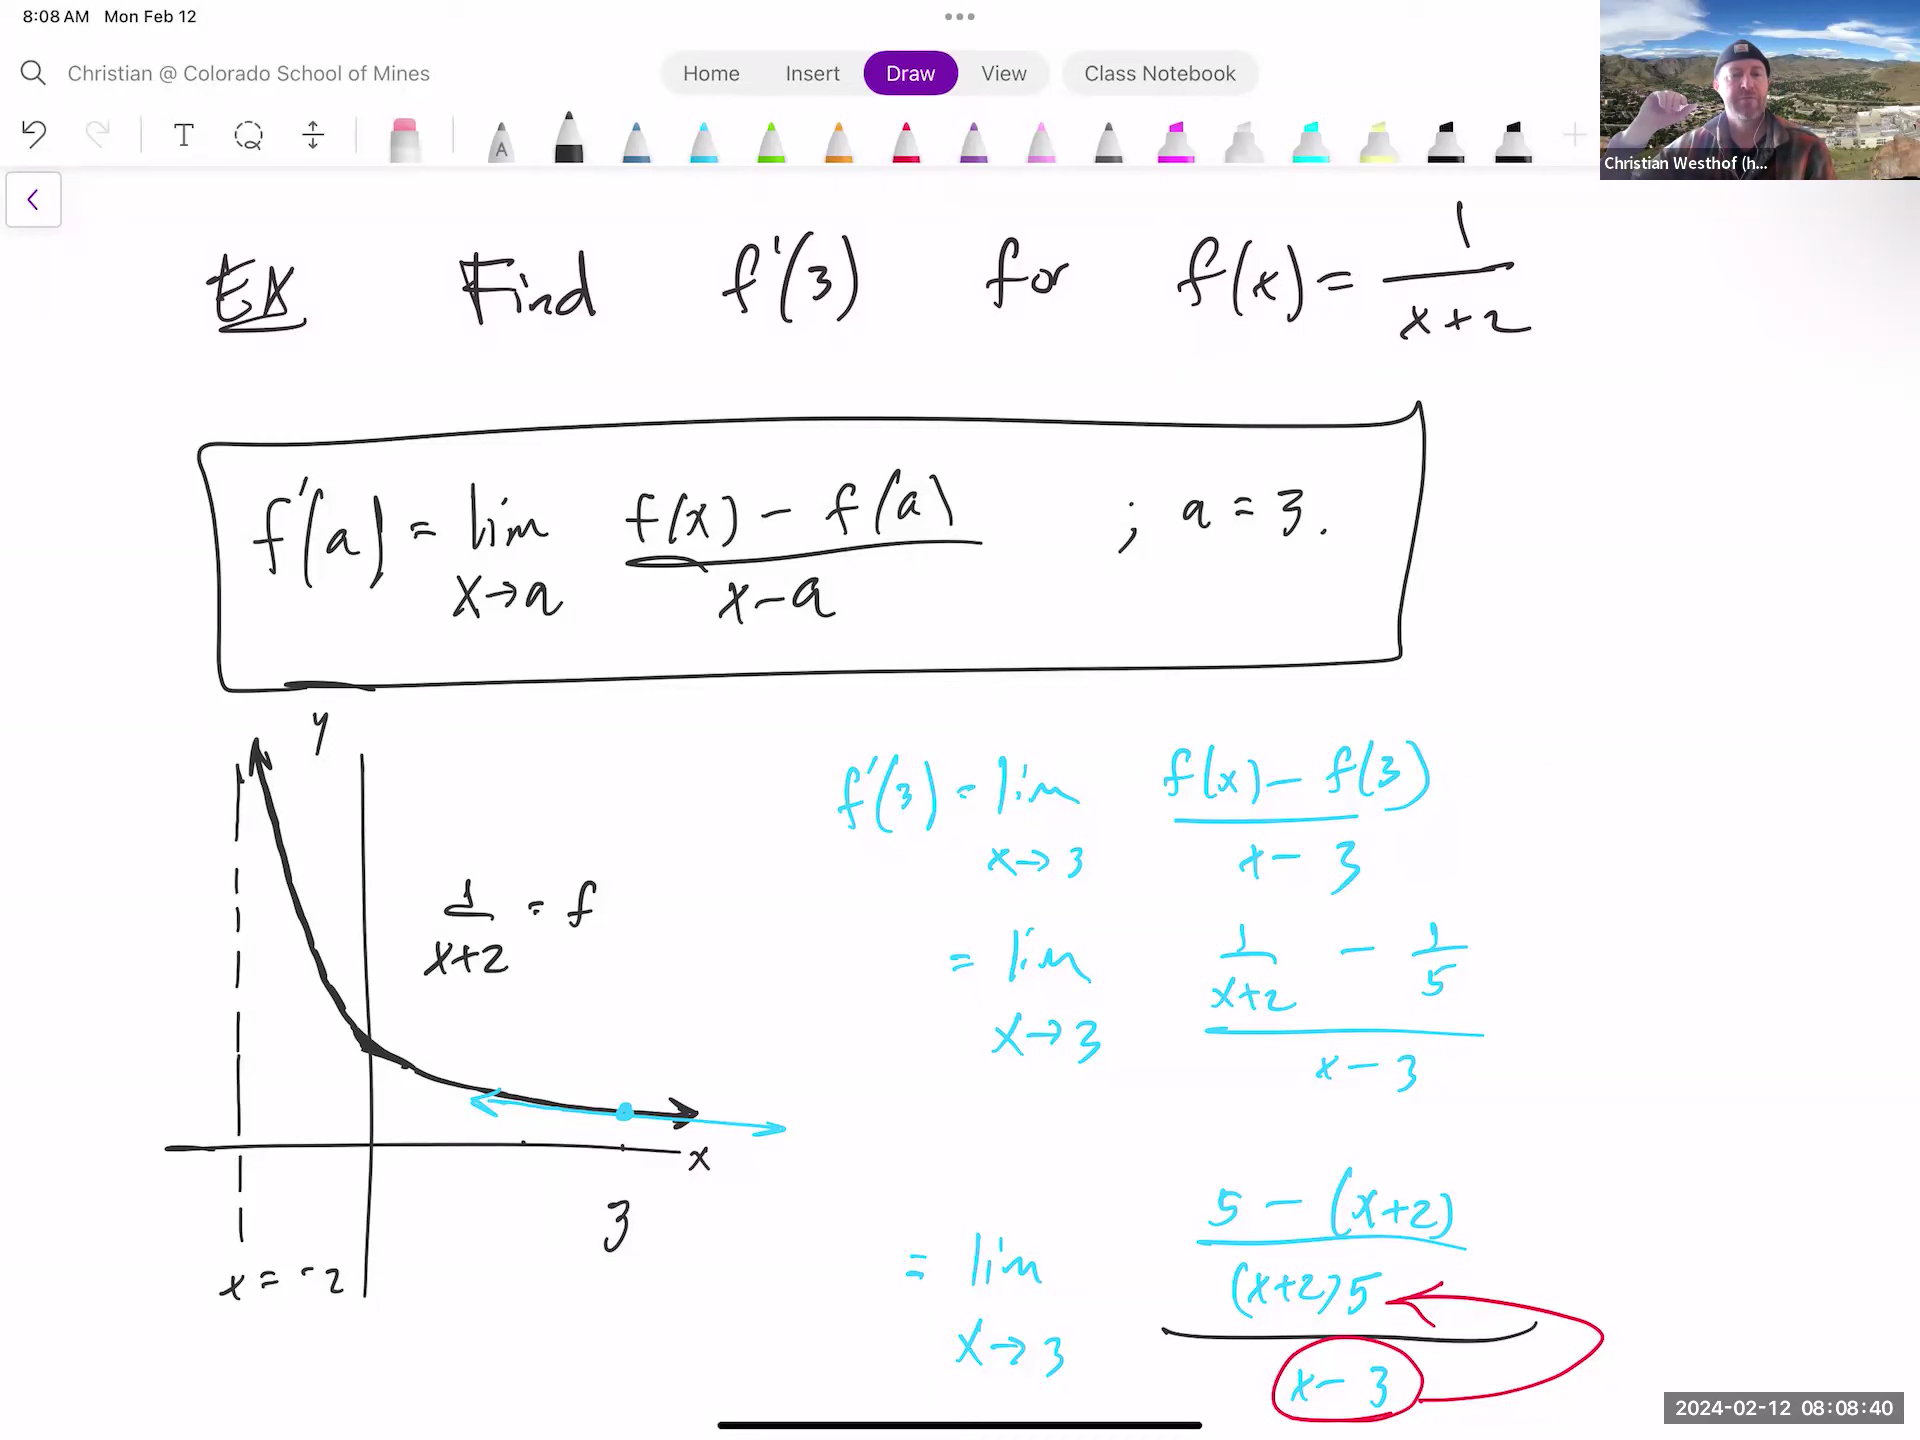 8:08 AM Mon Feb 12
Christian @ Colorado School of Mines
Home Insert Draw View Class Notebook
T
A
Christian Westhof (h...
EX Find f'(3) for f(x) = 1/(x+2)
f'(a) = lim x→a (f(x) - f(a))/(x - a) ; a = 3.
y
1/(x+2) = f
x
3
x = -2
f'(3) = lim x→3 (f(x) - f(3))/(x - 3)
= lim x→3 (1/(x+2) - 1/5)/(x - 3)
= lim x→3 ((5 - (x+2))/((x+2)5))/(x - 3)
2024-02-12 08:08:40